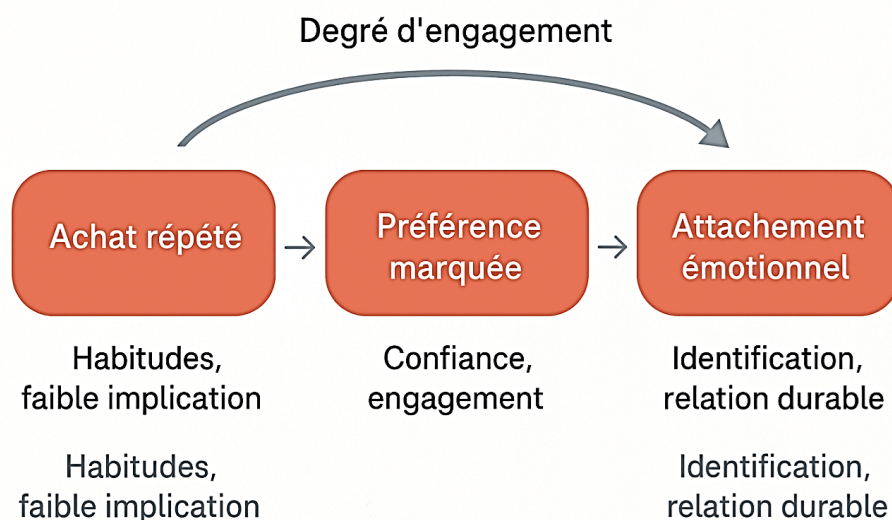 Degré d'engagement
Achat répété
Préférence
marquée
Attachement
émotionnel
Habitudes,
faible implication
Confiance,
engagement
Identification,
relation durable
Habitudes,
faible implication
Identification,
relation durable